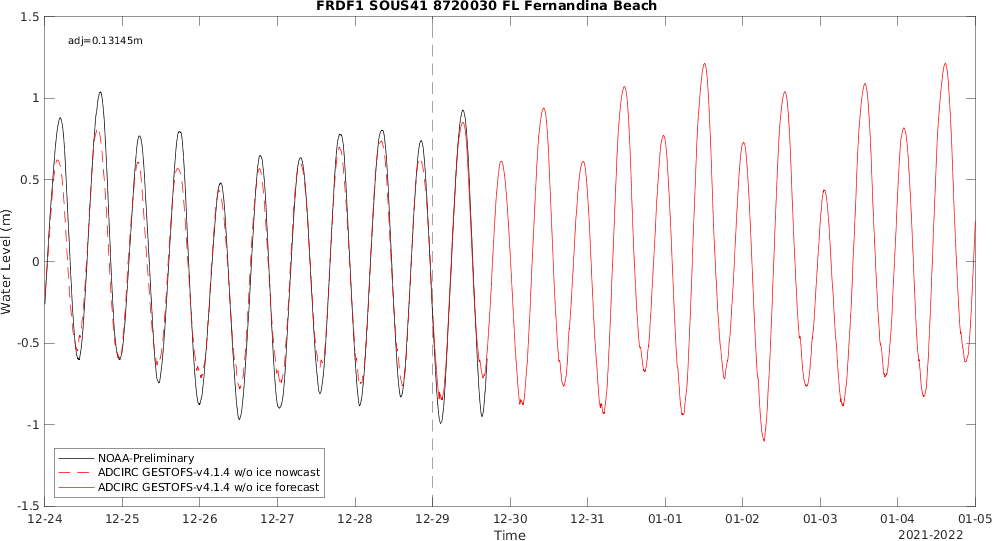 FRDF1 SOUS41 8720030 FL Fernandina Beach
1.5
adj=0.13145m
1
0.5
0
-0.5
-1
-1.5
Water Level (m)
NOAA-Preliminary
ADCIRC GESTOFS-v4.1.4 w/o ice nowcast
ADCIRC GESTOFS-v4.1.4 w/o ice forecast
12-24 12-25 12-26 12-27 12-28 12-29 12-30 12-31 01-01 01-02 01-03 01-04 01-05
Time
2021-2022